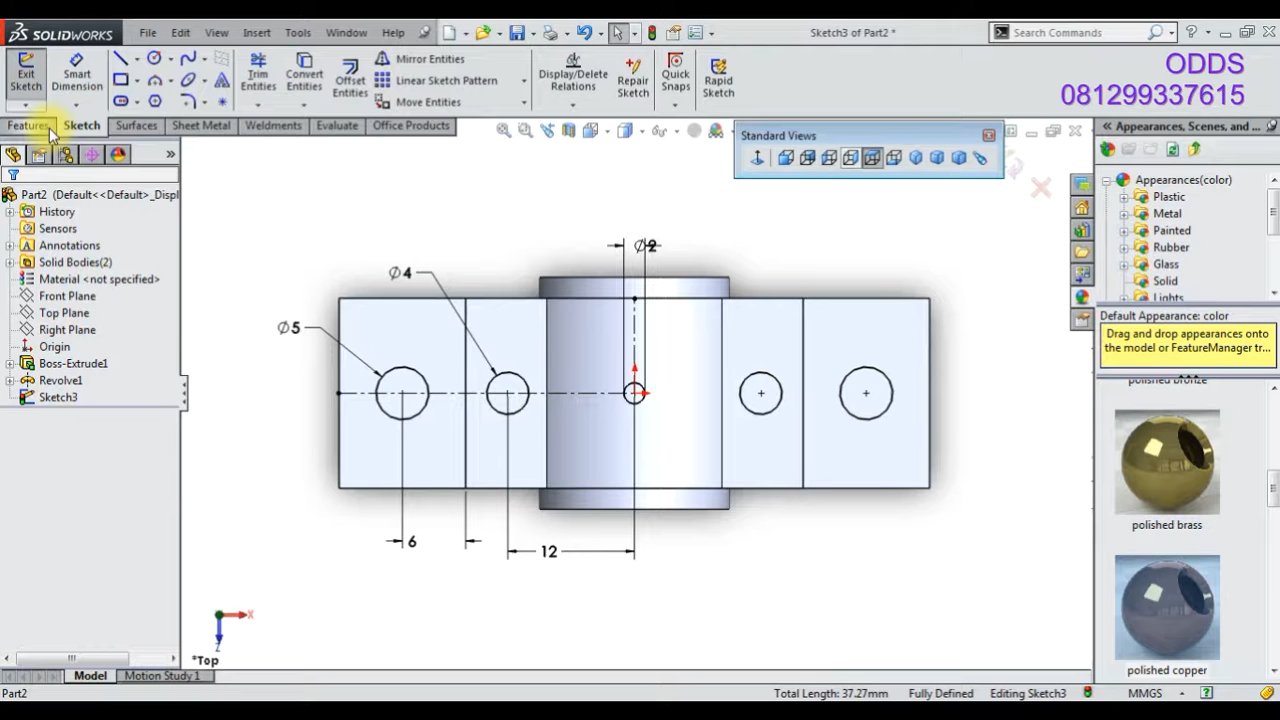 SOLIDWORKS
File
Edit
View
Insert
Tools
Window
Help
Sketch3 of Part2 *
Search Commands
ODDS
081299337615
Exit
Sketch
Smart
Dimension
Trim
Entities
Convert
Entities
Offset
Entities
Mirror Entities
Linear Sketch Pattern
Move Entities
Display/Delete
Relations
Repair
Sketch
Quick
Snaps
Rapid
Sketch
Features
Sketch
Surfaces
Sheet Metal
Weldments
Evaluate
Office Products
Standard Views
Appearances, Scenes, and...
Part2 (Default<<Default>_Displ
History
Sensors
Annotations
Solid Bodies(2)
Material <not specified>
Front Plane
Top Plane
Right Plane
Origin
Boss-Extrude1
Revolve1
Sketch3
Ø2
Ø4
Ø5
6
12
X
Z
*Top
Appearances(color)
Plastic
Metal
Painted
Rubber
Glass
Solid
Lights
Default Appearance: color
Drag and drop appearances onto
the model or FeatureManager tr...
polished bronze
polished brass
polished copper
Model
Motion Study 1
Part2
Total Length: 37.27mm
Fully Defined
Editing Sketch3
MMGS